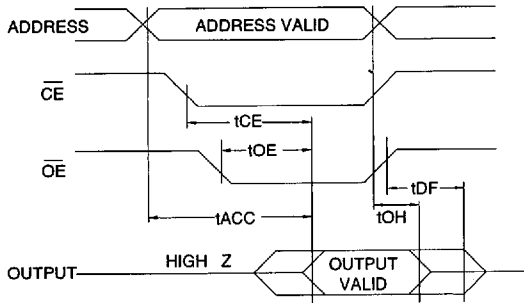 ADDRESS ADDRESS VALID
CE
tCE
OE tOE
tDF
tACC tOH
HIGH Z
OUTPUT OUTPUT VALID